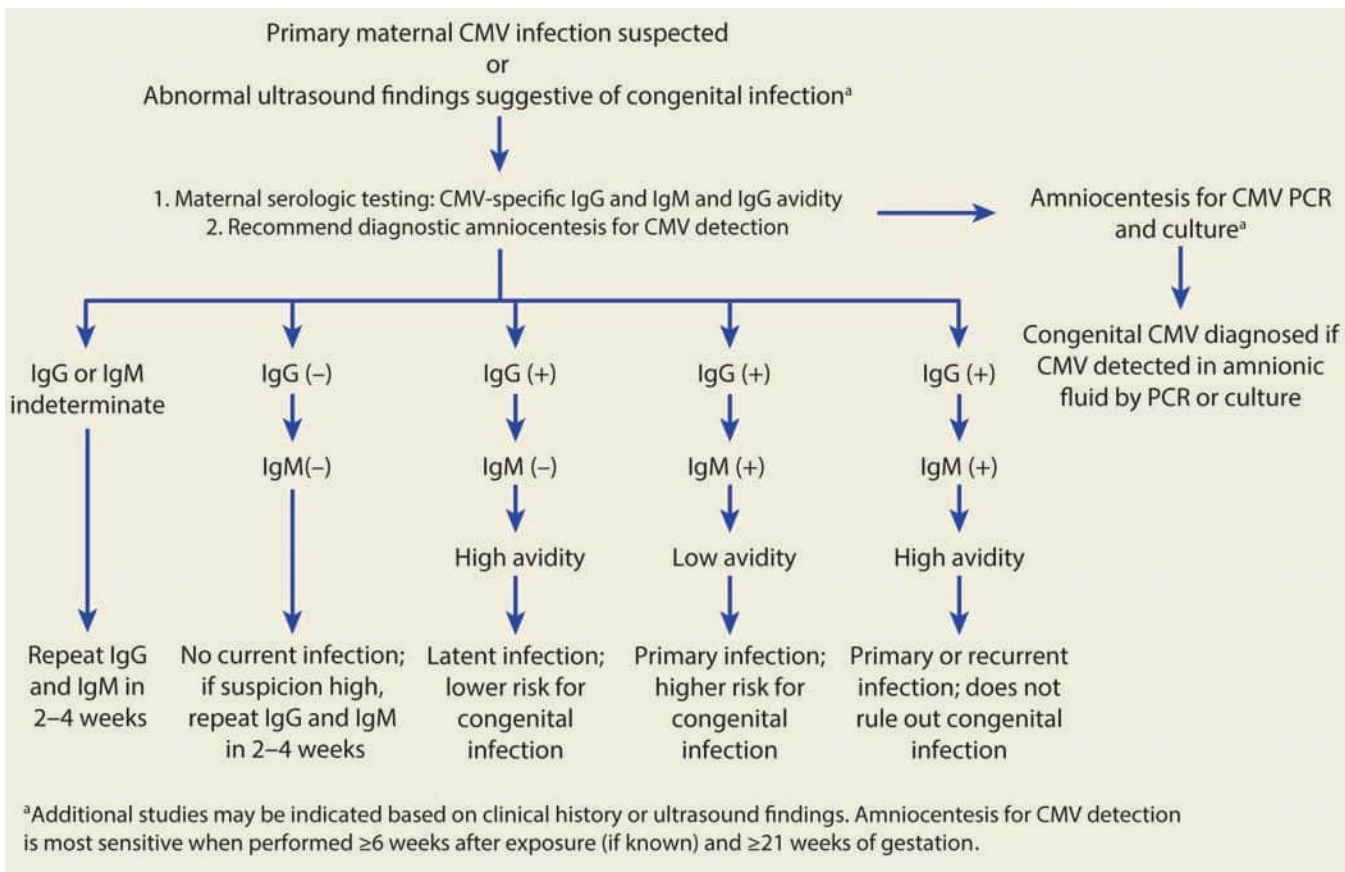 Primary maternal CMV infection suspected
or
Abnormal ultrasound findings suggestive of congenital infectionᵃ
1. Maternal serologic testing: CMV-specific IgG and IgM and IgG avidity
2. Recommend diagnostic amniocentesis for CMV detection
Amniocentesis for CMV PCR
and cultureᵃ
Congenital CMV diagnosed if
CMV detected in amnionic
fluid by PCR or culture
IgG or IgM
indeterminate
Repeat IgG
and IgM in
2–4 weeks
IgG (–)
IgM(–)
No current infection;
if suspicion high,
repeat IgG and IgM
in 2–4 weeks
IgG (+)
IgM (–)
High avidity
Latent infection;
lower risk for
congenital
infection
IgG (+)
IgM (+)
Low avidity
Primary infection;
higher risk for
congenital
infection
IgG (+)
IgM (+)
High avidity
Primary or recurrent
infection; does not
rule out congenital
infection
ᵃAdditional studies may be indicated based on clinical history or ultrasound findings. Amniocentesis for CMV detection
is most sensitive when performed ≥6 weeks after exposure (if known) and ≥21 weeks of gestation.